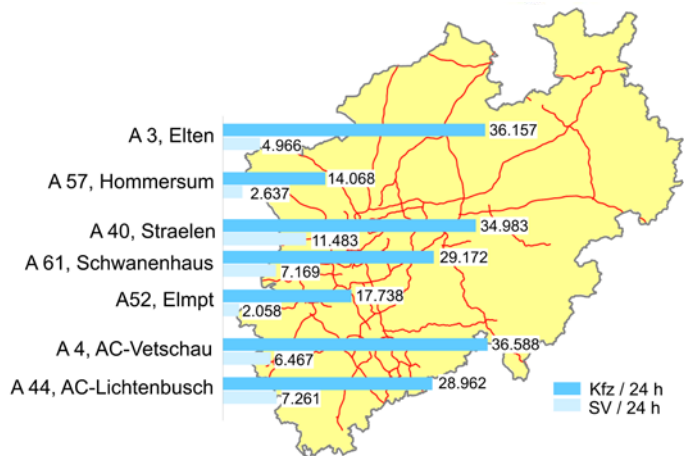 A 3, Elten
36.157
4.966
A 57, Hommersum
14.068
2.637
A 40, Straelen
34.983
11.483
A 61, Schwanenhaus
29.172
7.169
A52, Elmpt
17.738
2.058
A 4, AC-Vetschau
36.588
6.467
A 44, AC-Lichtenbusch
28.962
7.261
Kfz / 24 h
SV / 24 h